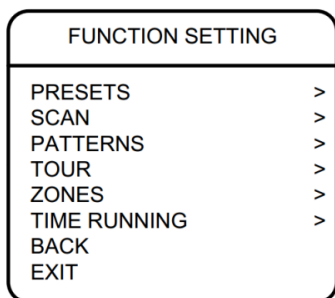 FUNCTION SETTING
PRESETS >
SCAN >
PATTERNS >
TOUR >
ZONES >
TIME RUNNING >
BACK
EXIT